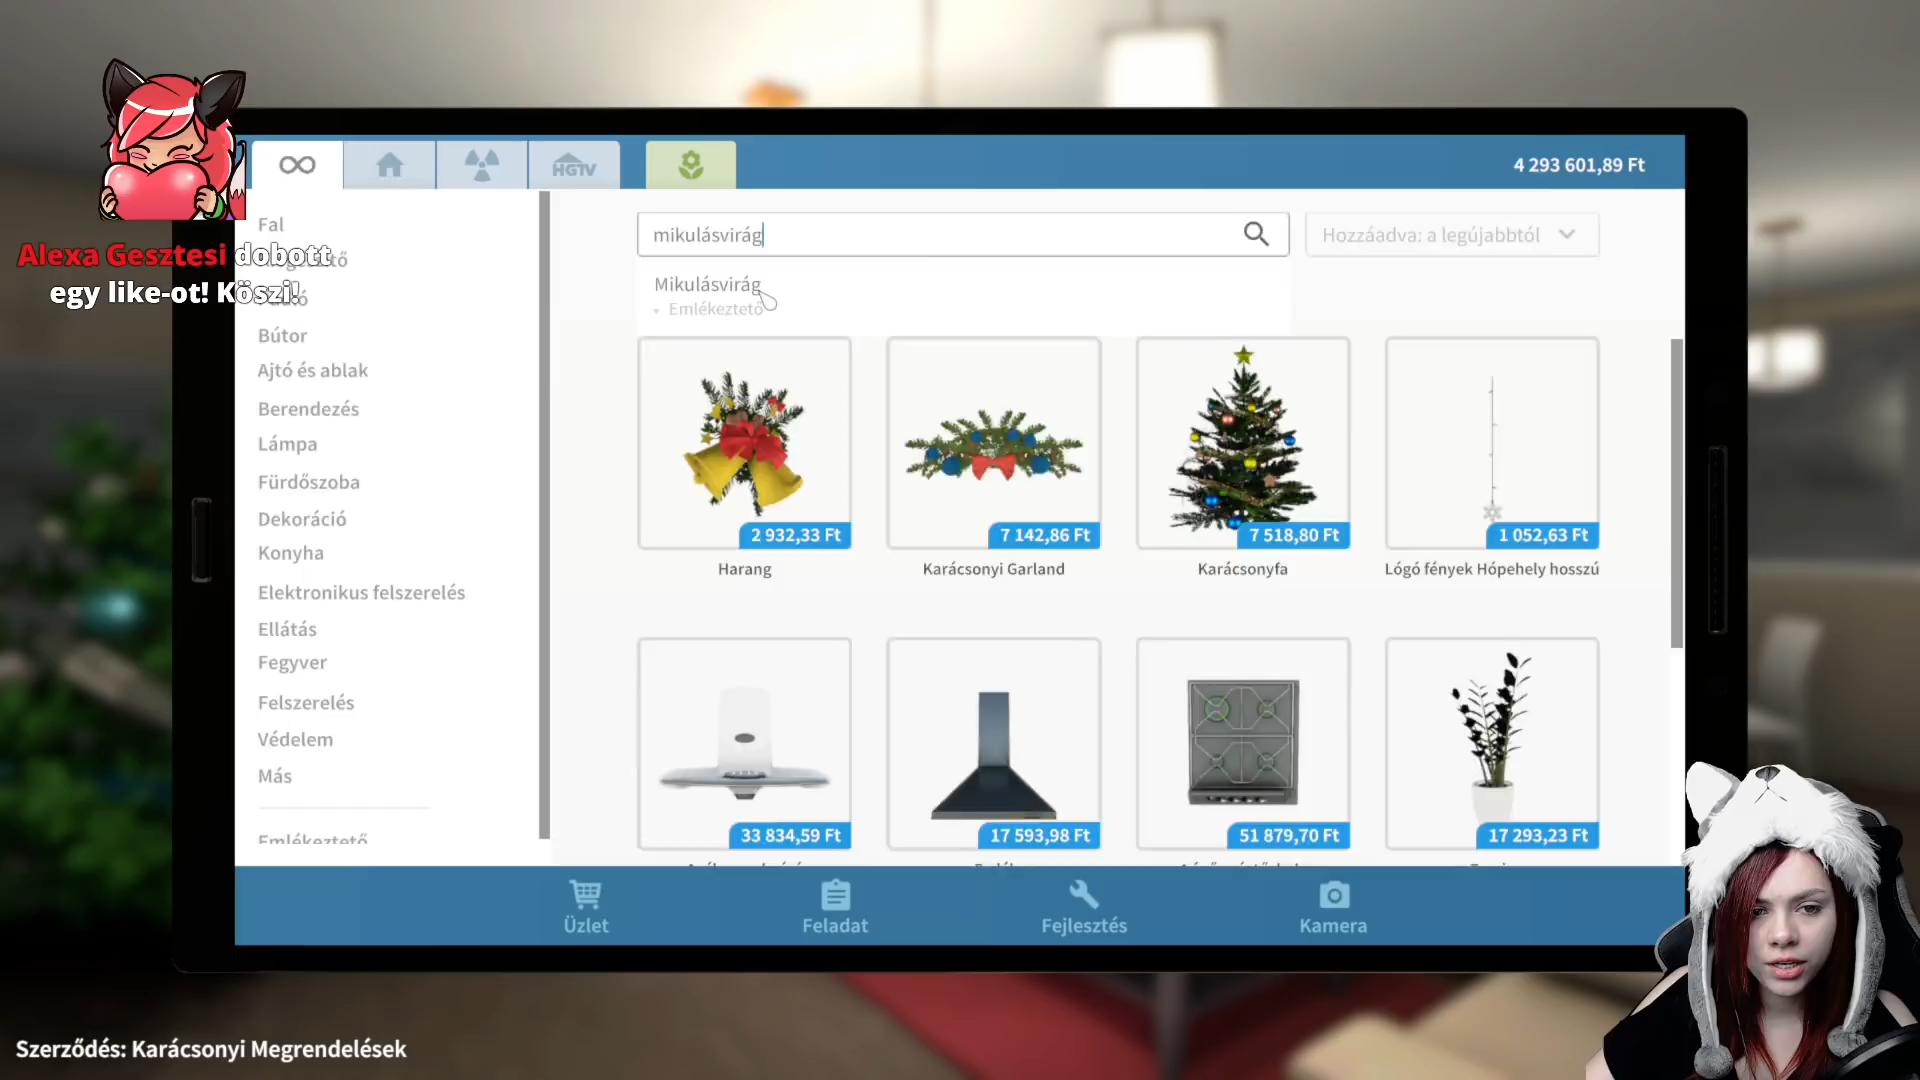 HGTV
4 293 601,89 Ft
Fal
mikulásvirág
Hozzáadva: a legújabbtól
Alexa Gesztesi dobott
egy like-ot! Köszi!
Mikulásvirág
Emlékeztető
Bútor
Ajtó és ablak
Berendezés
Lámpa
Fürdőszoba
Dekoráció
Konyha
Elektronikus felszerelés
Ellátás
Fegyver
Felszerelés
Védelem
Más
Emlékeztető
2 932,33 Ft
7 142,86 Ft
7 518,80 Ft
1 052,63 Ft
Harang
Karácsonyi Garland
Karácsonyfa
Lógó fények Hópehely hosszú
33 834,59 Ft
17 593,98 Ft
51 879,70 Ft
17 293,23 Ft
Üzlet
Feladat
Fejlesztés
Kamera
Szerződés: Karácsonyi Megrendelések